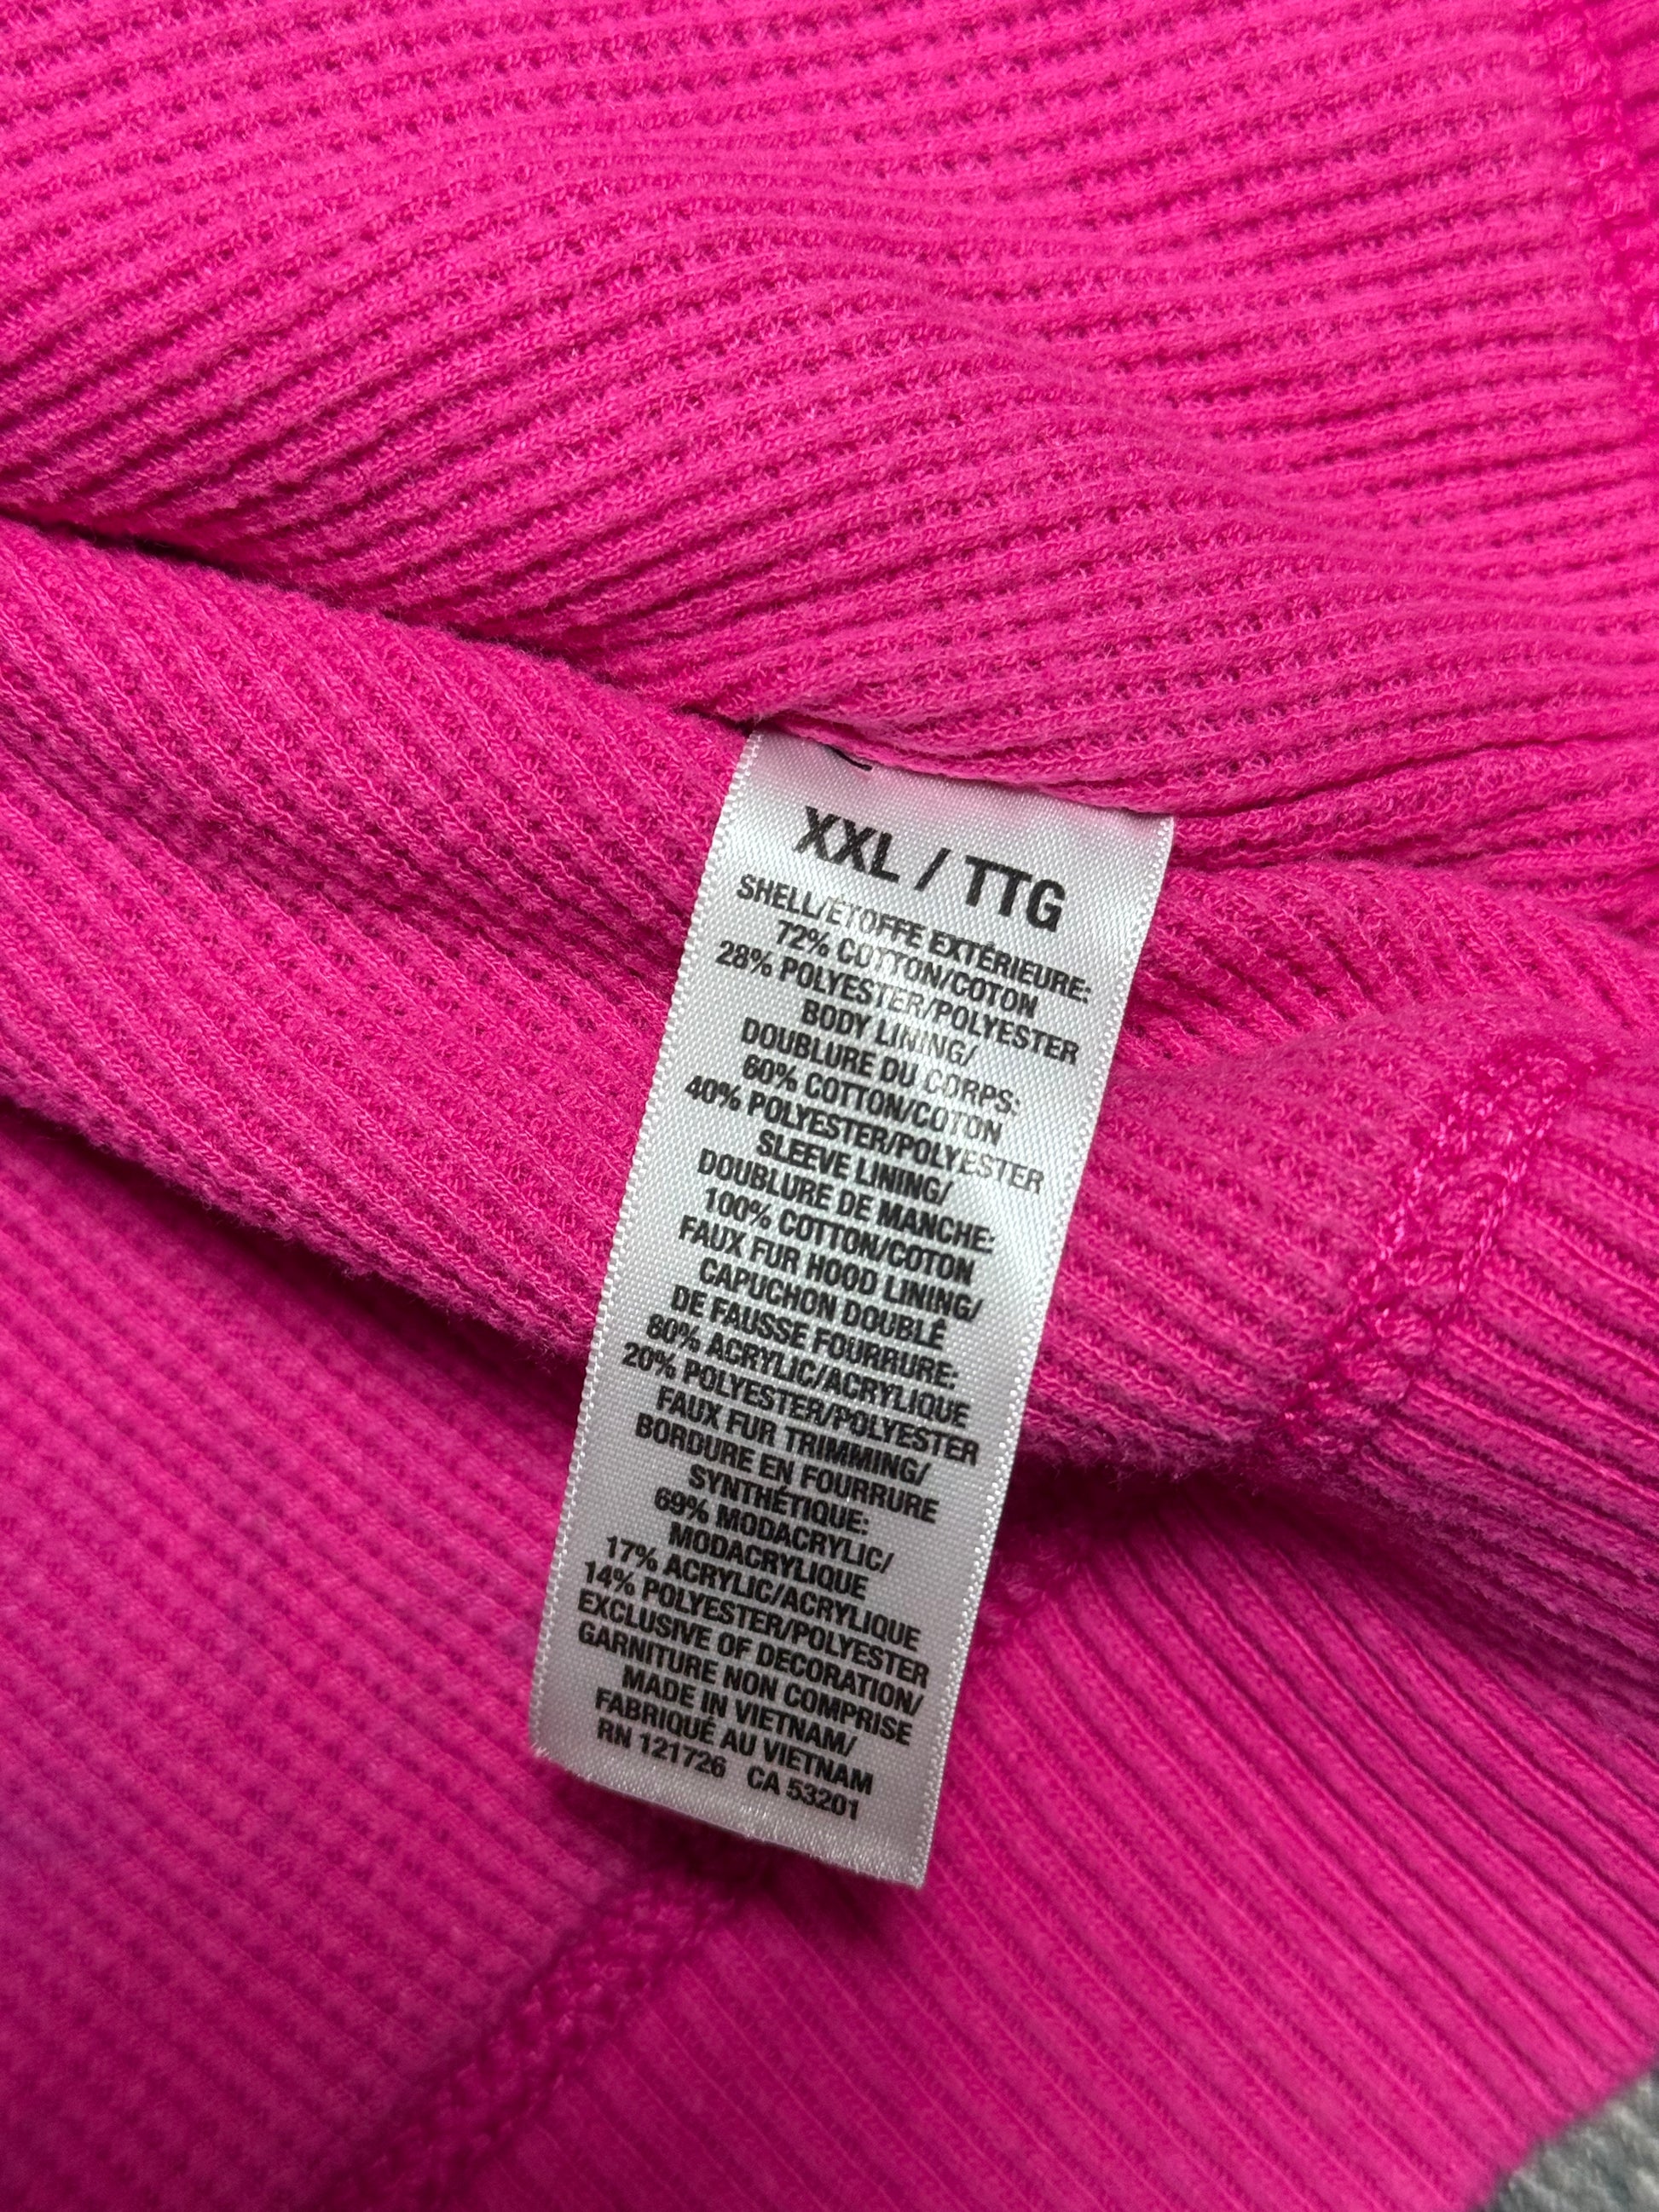 XXL / TTG
SHELL/ÉTOFFE EXTÉRIEURE:
72% COTTON/COTON
28% POLYESTER/POLYESTER
BODY LINING/
DOUBLURE DU CORPS:
60% COTTON/COTON
40% POLYESTER/POLYESTER
SLEEVE LINING/
DOUBLURE DE MANCHE:
100% COTTON/COTON
FAUX FUR HOOD LINING/
CAPUCHON DOUBLÉ
DE FAUSSE FOURRURE:
80% ACRYLIC/ACRYLIQUE
20% POLYESTER/POLYESTER
FAUX FUR TRIMMING/
BORDURE EN FOURRURE
SYNTHÉTIQUE:
69% MODACRYLIC/
MODACRYLIQUE
17% ACRYLIC/ACRYLIQUE
14% POLYESTER/POLYESTER
EXCLUSIVE OF DECORATION/
GARNITURE NON COMPRISE
MADE IN VIETNAM/
FABRIQUÉ AU VIETNAM
RN 121726 CA 53201